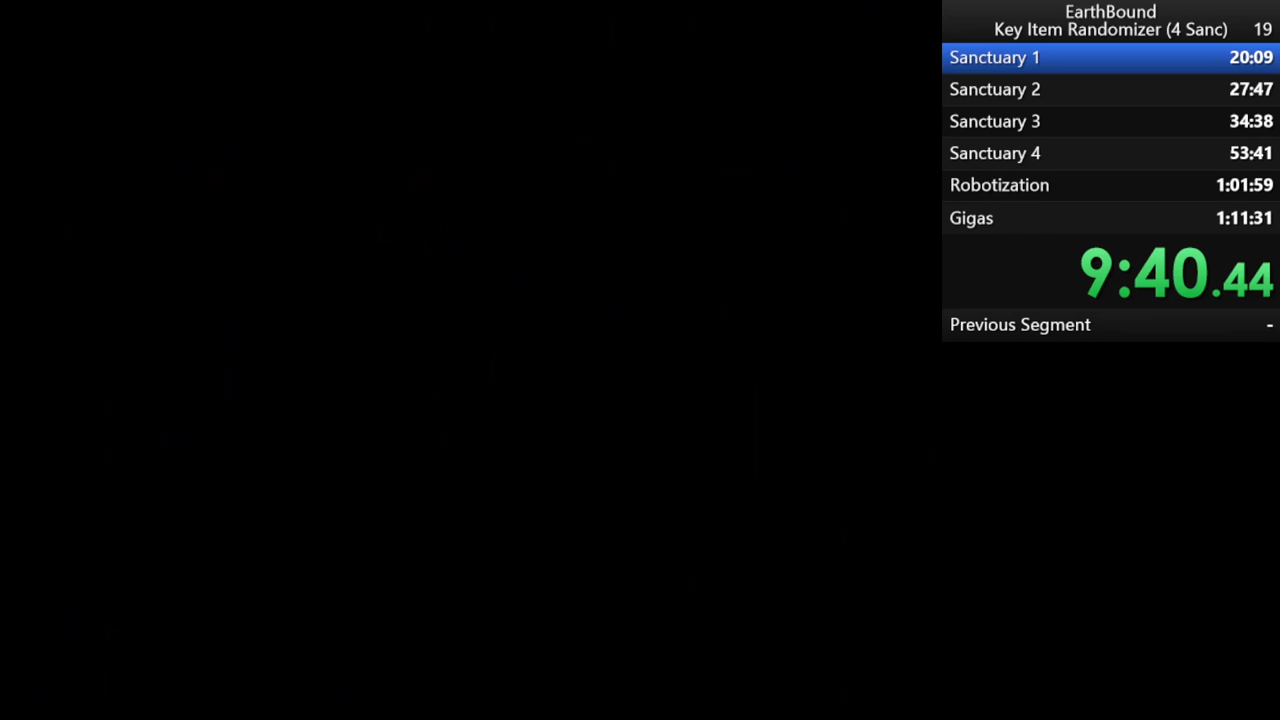 EarthBound
Key Item Randomizer (4 Sanc) 19
Sanctuary 1 20:09
Sanctuary 2 27:47
Sanctuary 3 34:38
Sanctuary 4 53:41
Robotization 1:01:59
Gigas 1:11:31
9:40.44
Previous Segment -